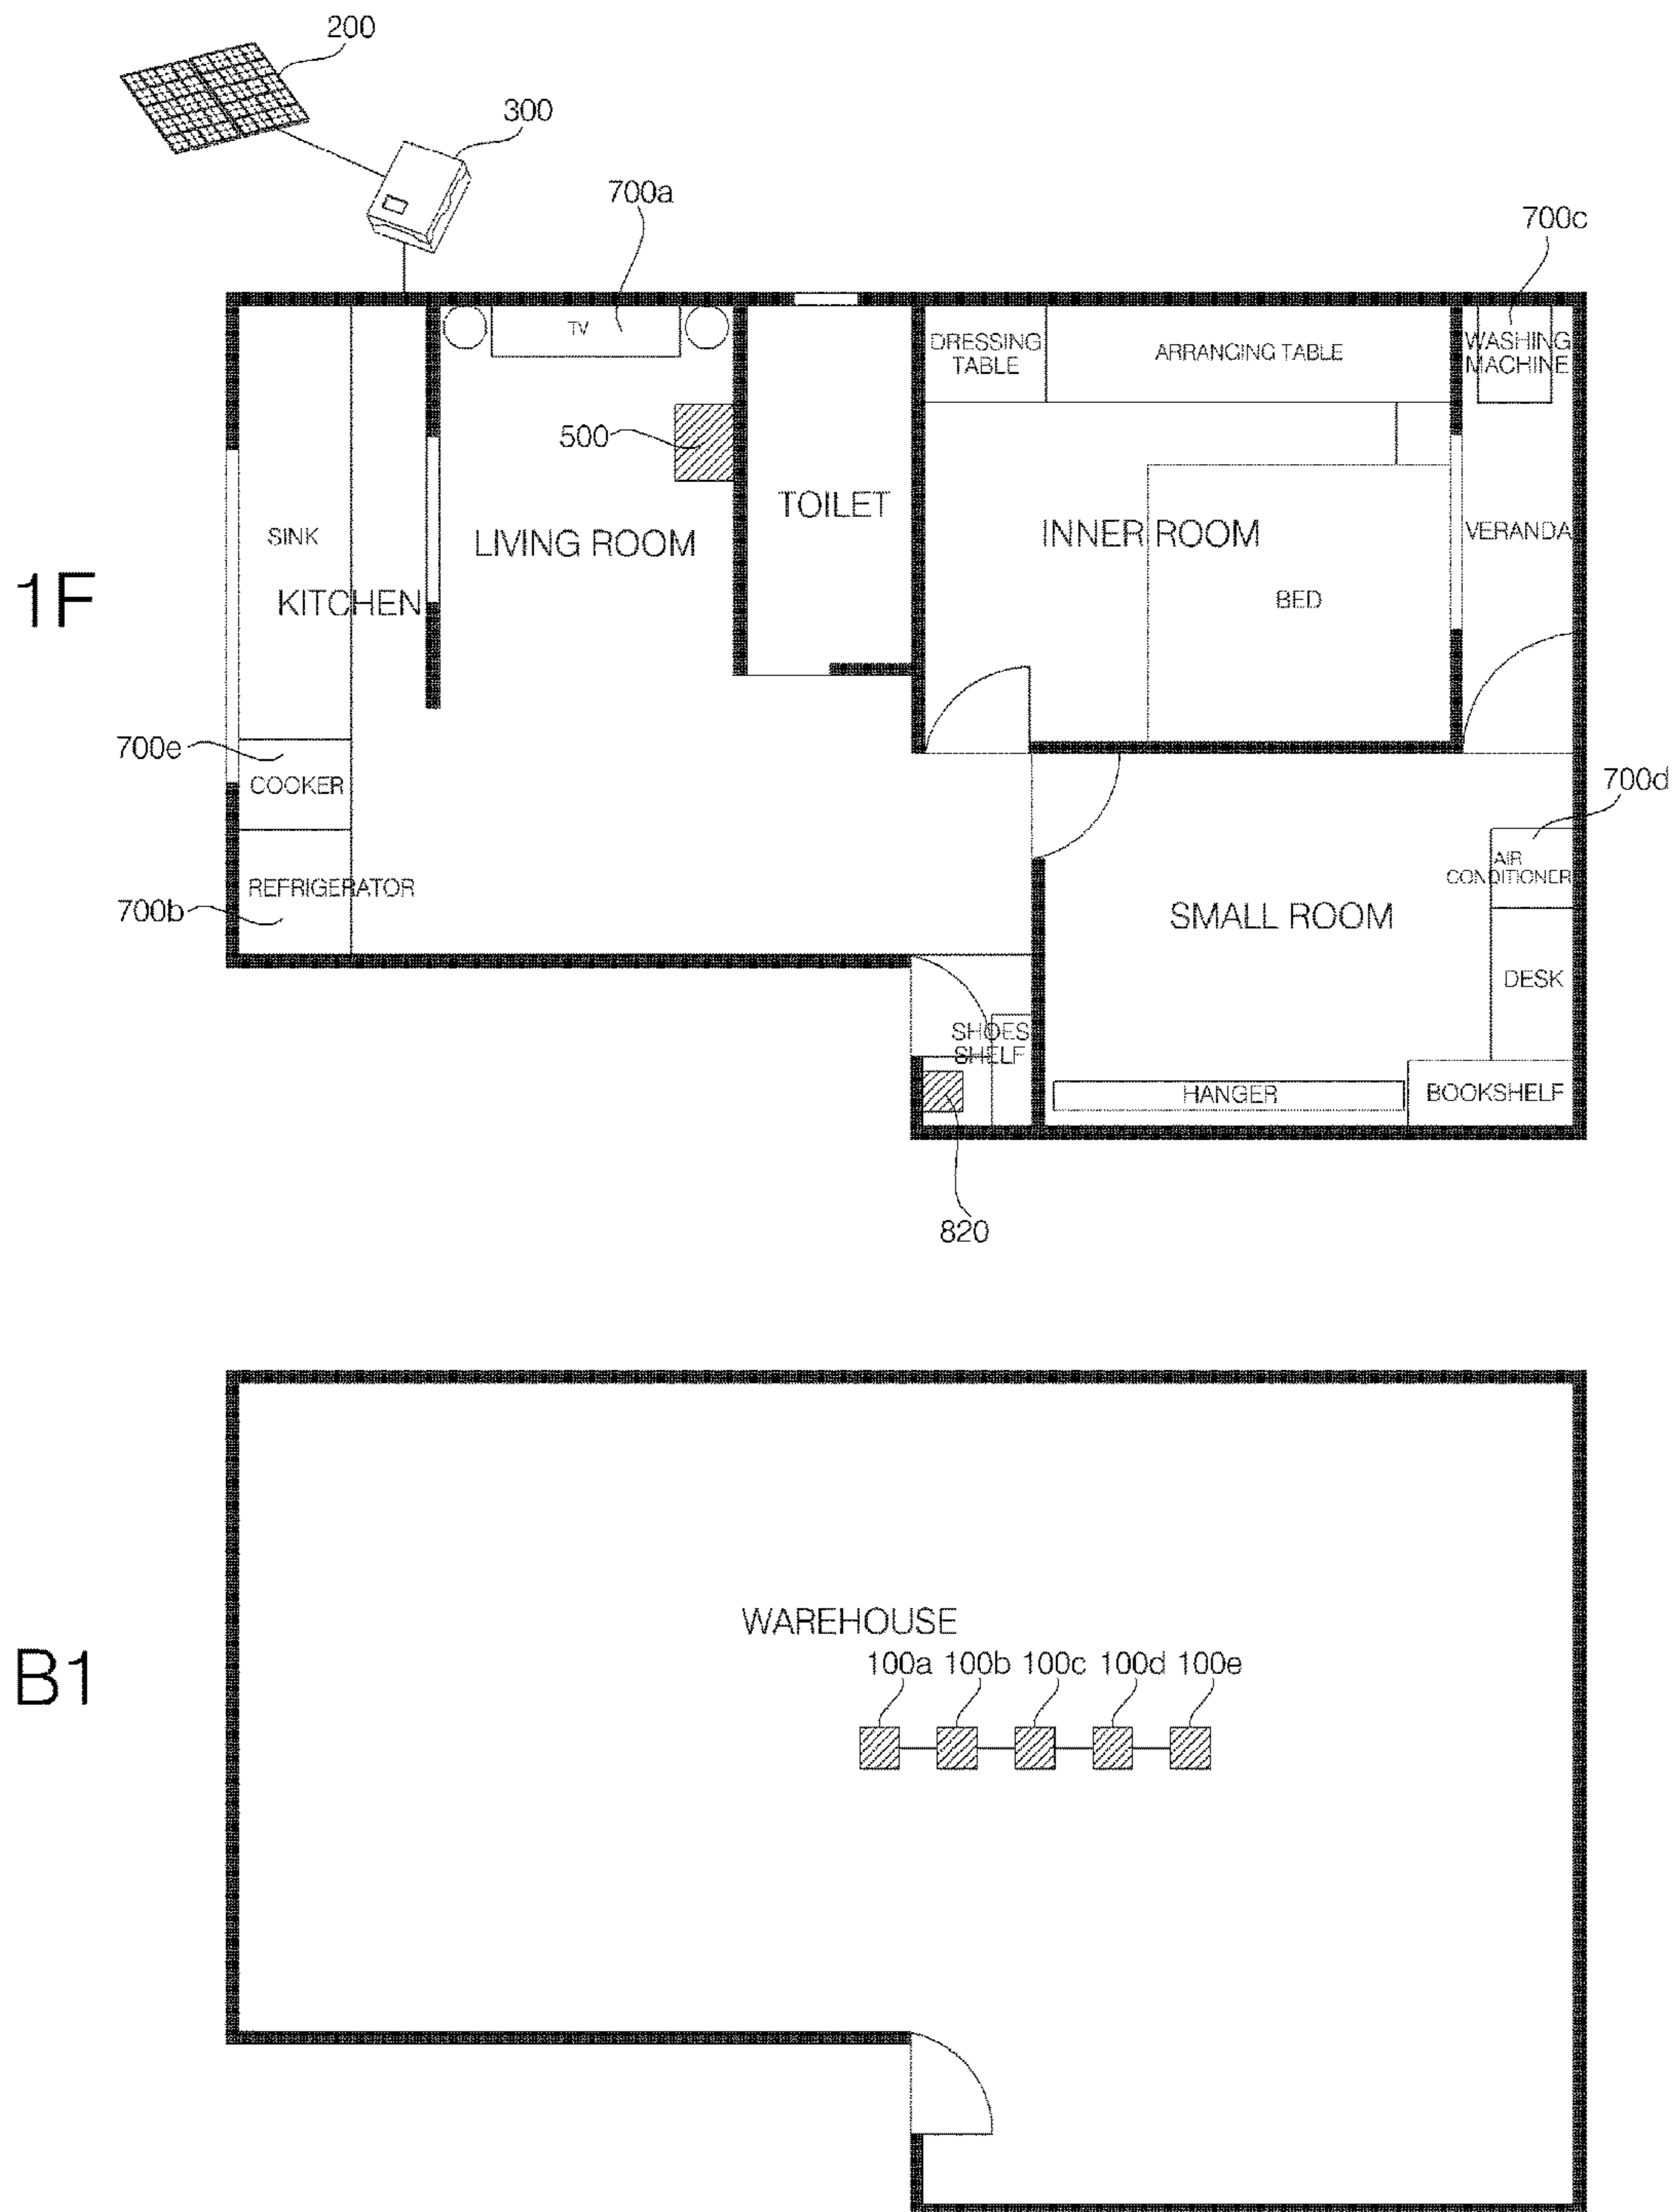 200
300
700a
700c
TV
DRESSING
TABLE
ARRANGING TABLE
WASHING
MACHINE
500
TOILET
SINK
LIVING ROOM
INNER ROOM
VERANDA
1F
KITCHEN
BED
700e
COOKER
700d
AIR
CONDITIONER
REFRIGERATOR
700b
SMALL ROOM
DESK
SHOES
SHELF
HANGER
BOOKSHELF
820
WAREHOUSE
B1
100a 100b 100c 100d 100e